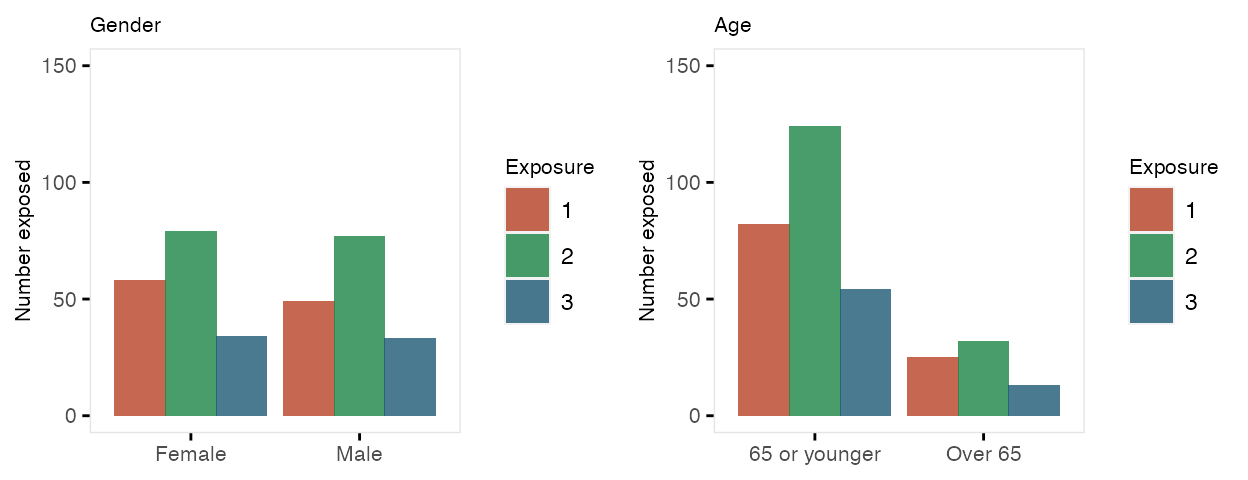 Gender
150
100
50
0
Number exposed
Female Male
Exposure
1
2
3
Age
150
100
50
0
Number exposed
65 or younger Over 65
Exposure
1
2
3